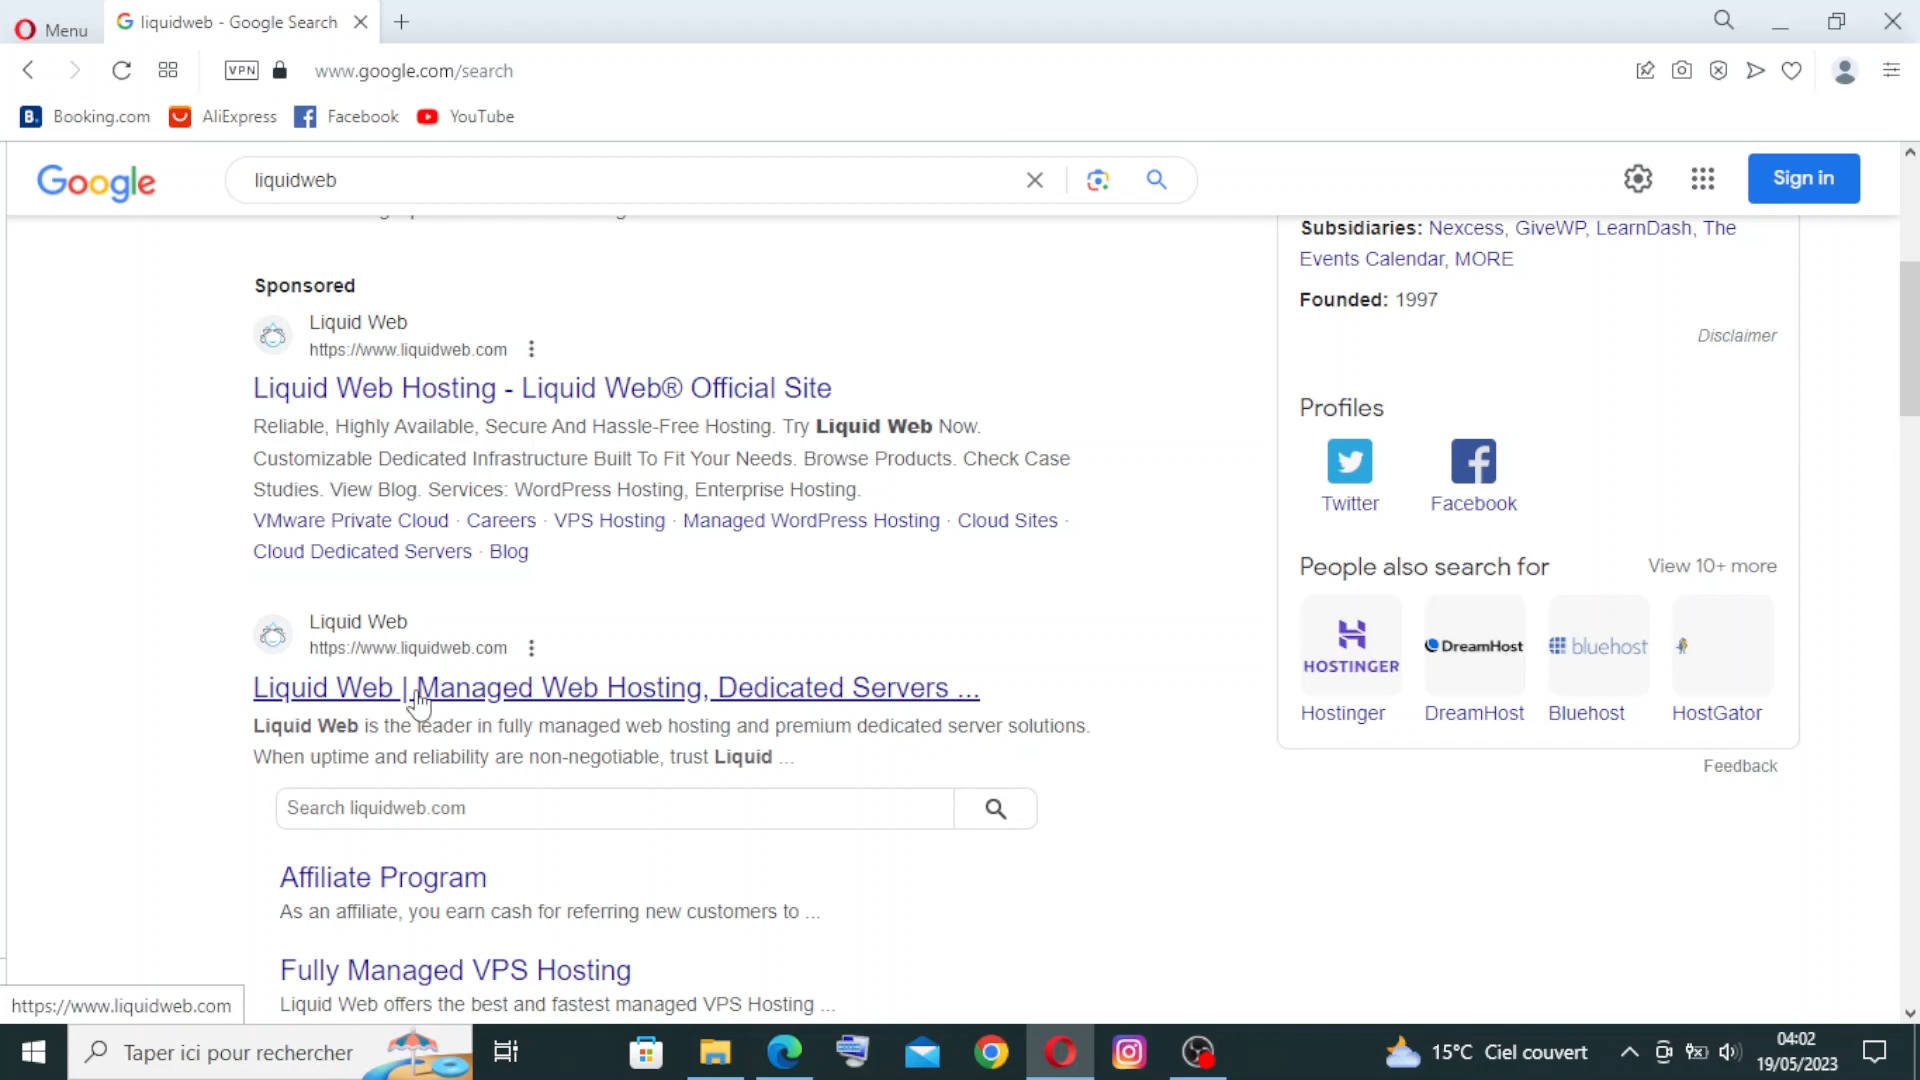 Menu
liquidweb - Google Search
VPN
www.google.com/search
Booking.com
AliExpress
Facebook
YouTube
Google
liquidweb
Sign in
Subsidiaries: Nexcess, GiveWP, LearnDash, The
Events Calendar, MORE
Founded: 1997
Disclaimer
Sponsored
Liquid Web
https://www.liquidweb.com
Liquid Web Hosting - Liquid Web® Official Site
Reliable, Highly Available, Secure And Hassle-Free Hosting. Try Liquid Web Now.
Customizable Dedicated Infrastructure Built To Fit Your Needs. Browse Products. Check Case
Studies. View Blog. Services: WordPress Hosting, Enterprise Hosting.
VMware Private Cloud · Careers · VPS Hosting · Managed WordPress Hosting · Cloud Sites ·
Cloud Dedicated Servers · Blog
Profiles
Twitter
Facebook
People also search for
View 10+ more
HOSTINGER
DreamHost
bluehost
Hostinger
DreamHost
Bluehost
HostGator
Feedback
Liquid Web
https://www.liquidweb.com
Liquid Web | Managed Web Hosting, Dedicated Servers ...
Liquid Web is the leader in fully managed web hosting and premium dedicated server solutions.
When uptime and reliability are non-negotiable, trust Liquid ...
Search liquidweb.com
Affiliate Program
As an affiliate, you earn cash for referring new customers to ...
Fully Managed VPS Hosting
Liquid Web offers the best and fastest managed VPS Hosting ...
https://www.liquidweb.com
Taper ici pour rechercher
15°C Ciel couvert
04:02
19/05/2023